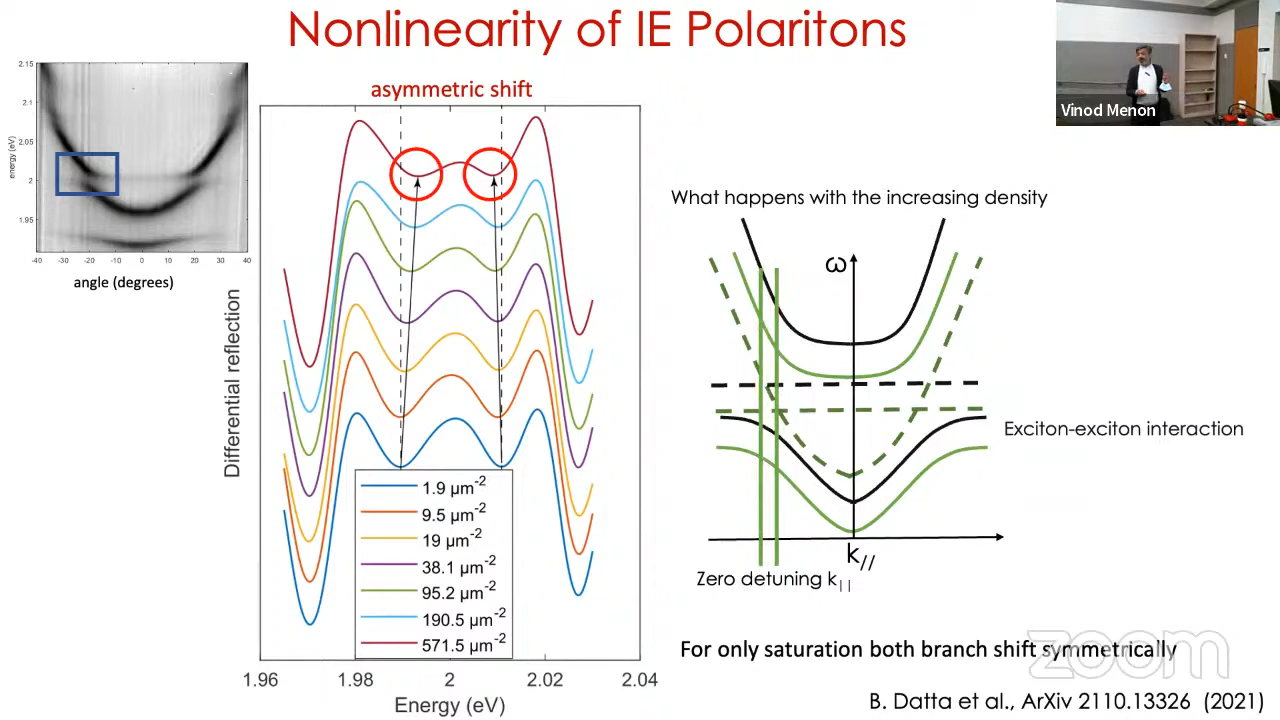 Nonlinearity of IE Polaritons
Vinod Menon
asymmetric shift
2.15
2.1
2.05
2
1.95
energy (eV)
-40 -30 -20 -10 0 10 20 30 40
angle (degrees)
Differential reflection
1.9 µm-2
9.5 µm-2
19 µm-2
38.1 µm-2
95.2 µm-2
190.5 µm-2
571.5 µm-2
1.96 1.98 2 2.02 2.04
Energy (eV)
What happens with the increasing density
ω
Exciton-exciton interaction
k//
Zero detuning k||
For only saturation both branch shift symmetrically
zoom
B. Datta et al., ArXiv 2110.13326 (2021)